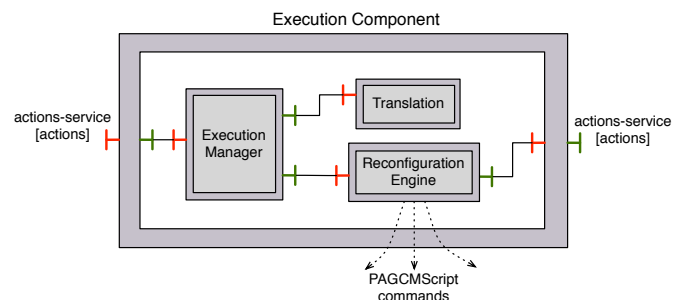 Execution Component
actions-service
[actions]
Execution
Manager
Translation
Reconfiguration
Engine
actions-service
[actions]
PAGCMScript
commands